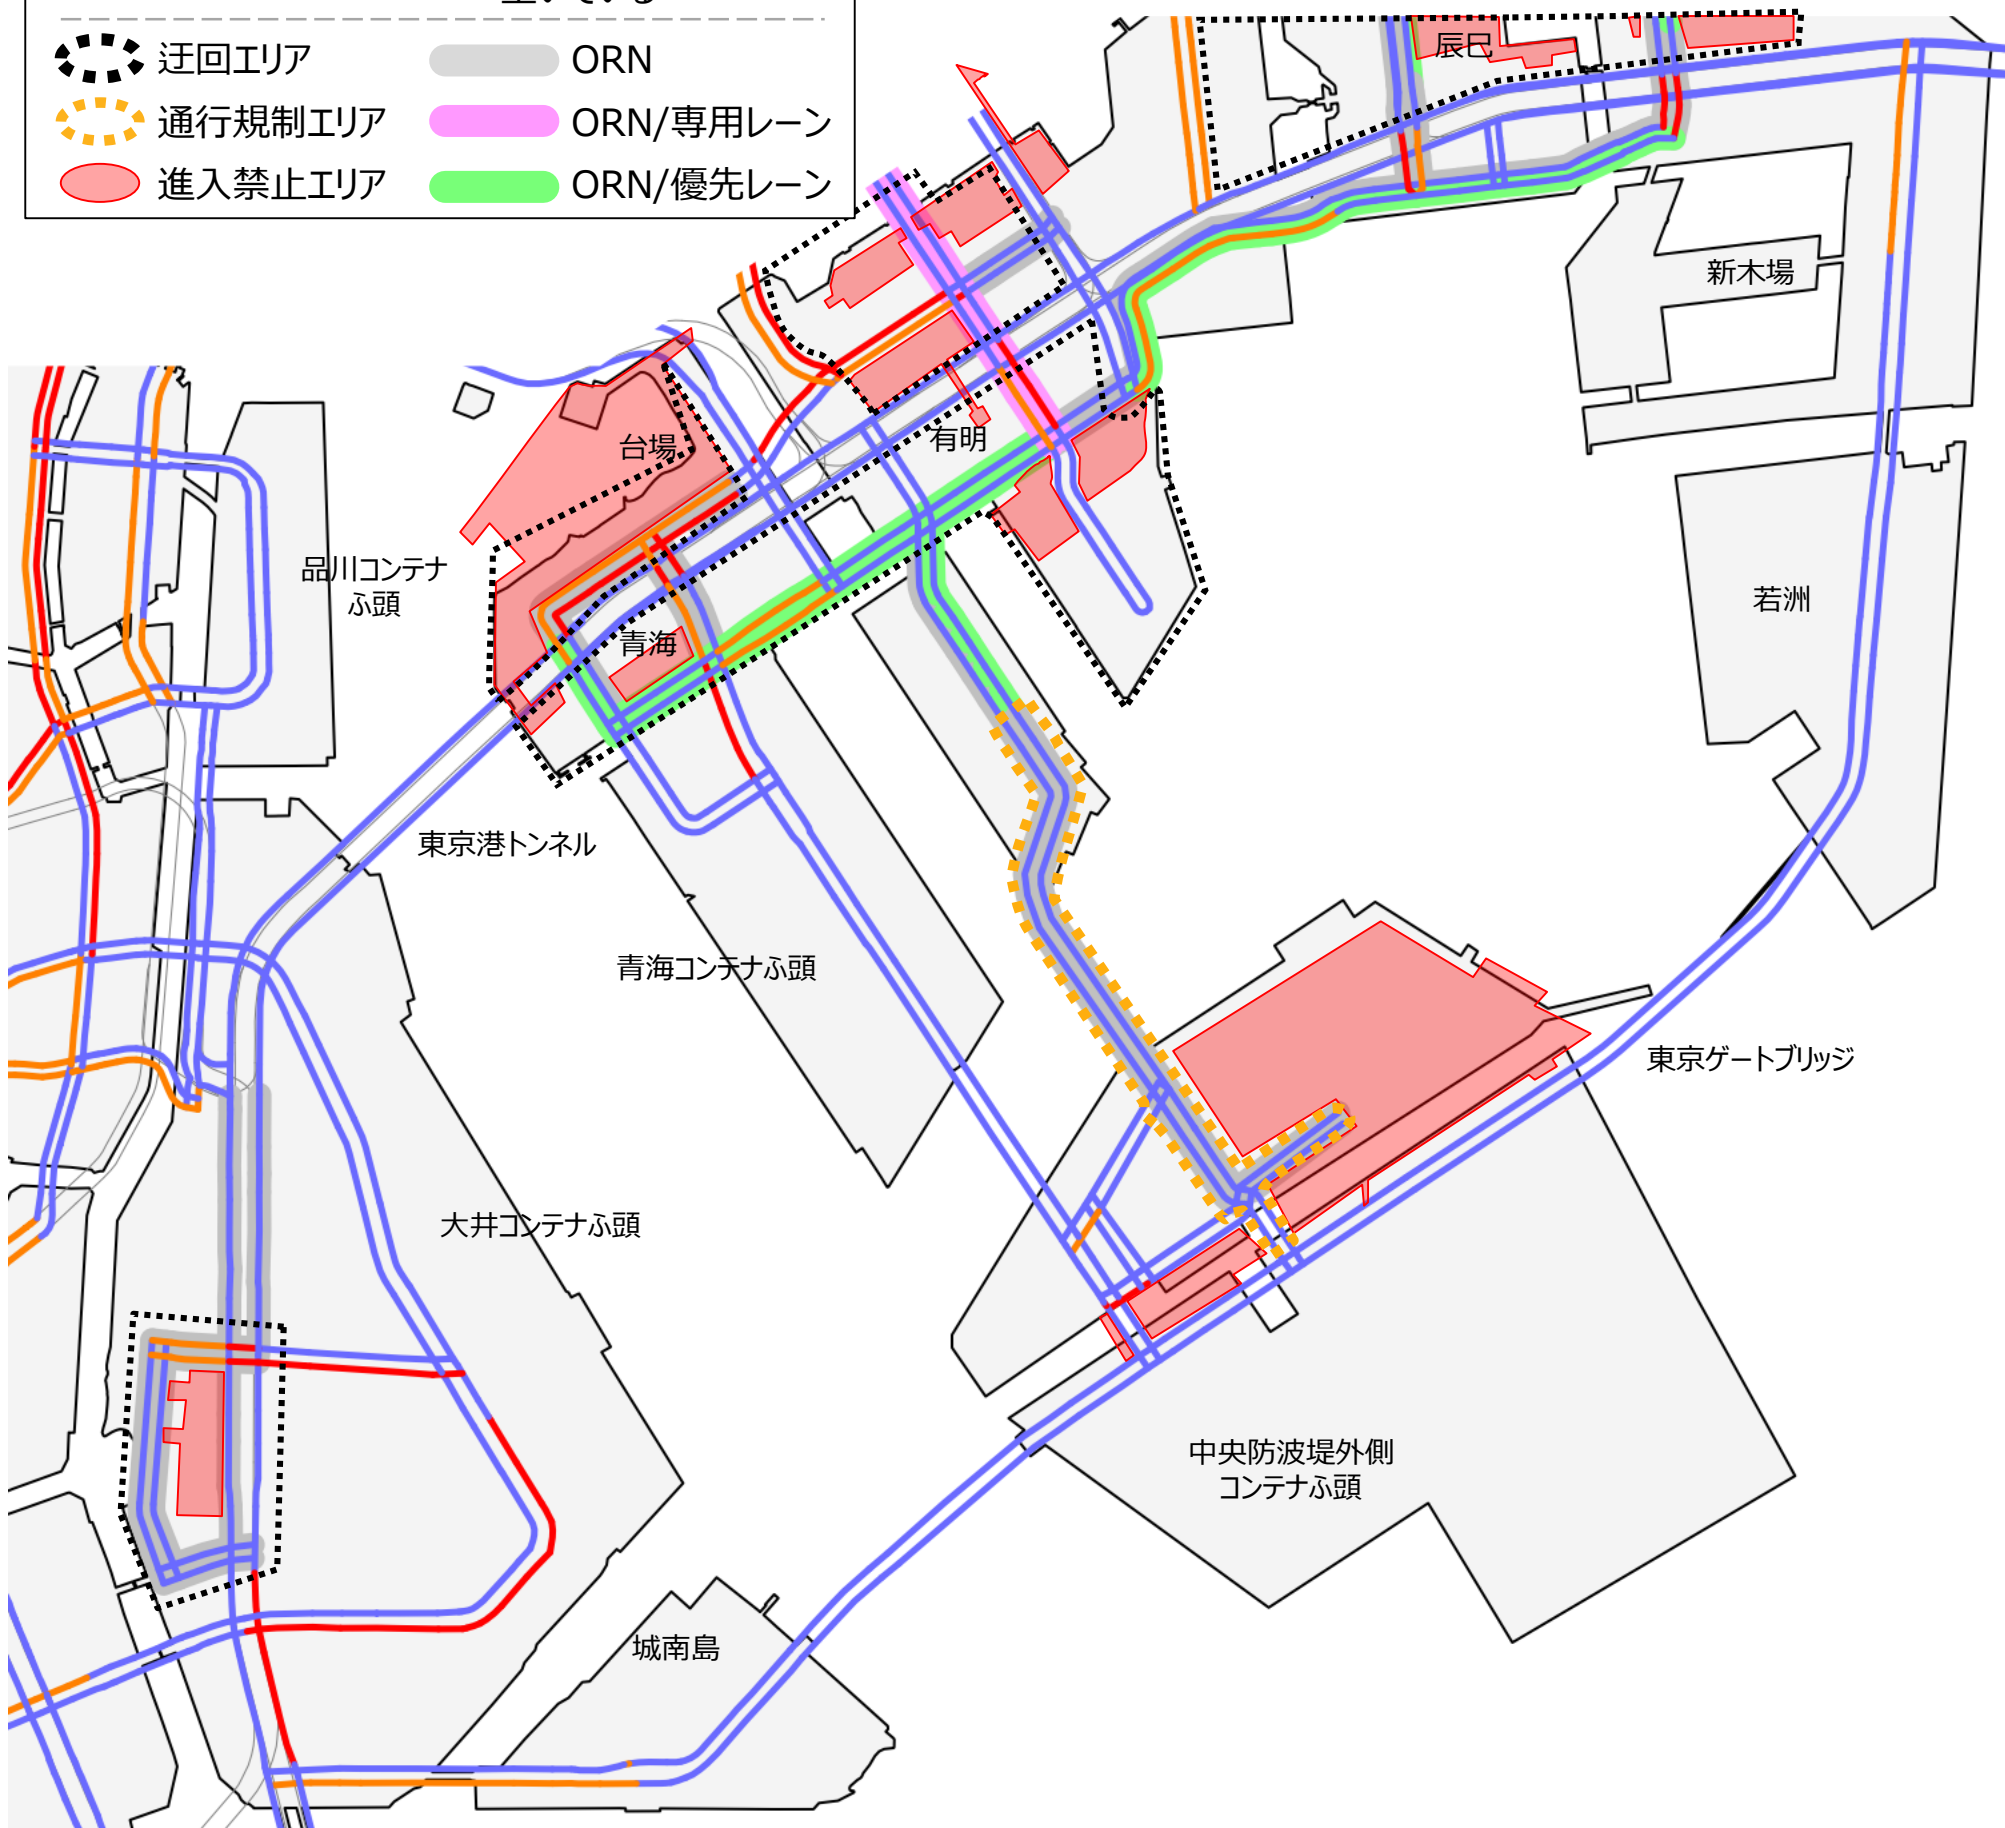 空いている
迂回エリア
ORN
通行規制エリア
ORN/専用レーン
進入禁止エリア
ORN/優先レーン
辰巳
新木場
有明
台場
品川コンテナ
ふ頭
青海
若洲
東京港トンネル
青海コンテナふ頭
東京ゲートブリッジ
大井コンテナふ頭
中央防波堤外側
コンテナふ頭
城南島